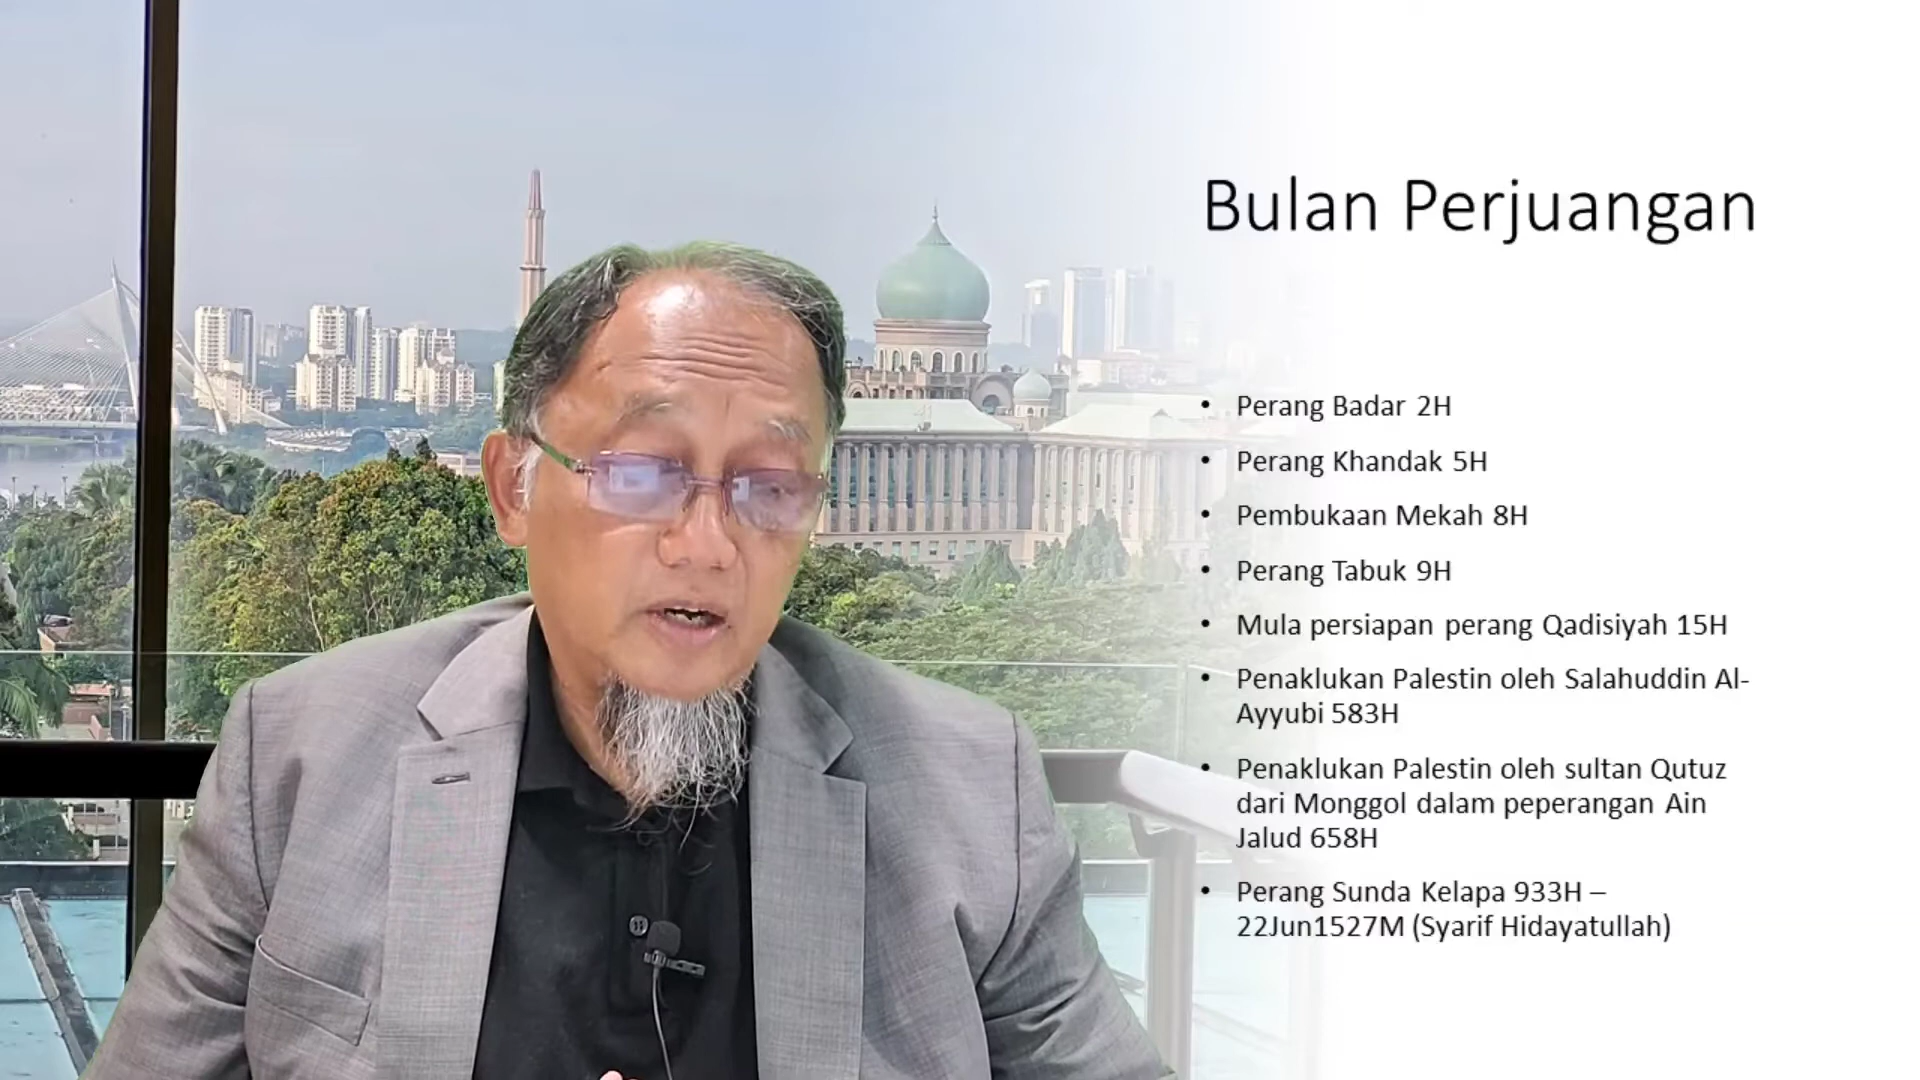 Bulan Perjuangan
• Perang Badar 2H
• Perang Khandak 5H
• Pembukaan Mekah 8H
• Perang Tabuk 9H
• Mula persiapan perang Qadisiyah 15H
• Penaklukan Palestin oleh Salahuddin Al-
Ayyubi 583H
• Penaklukan Palestin oleh sultan Qutuz
dari Monggol dalam peperangan Ain
Jalud 658H
• Perang Sunda Kelapa 933H –
22Jun1527M (Syarif Hidayatullah)